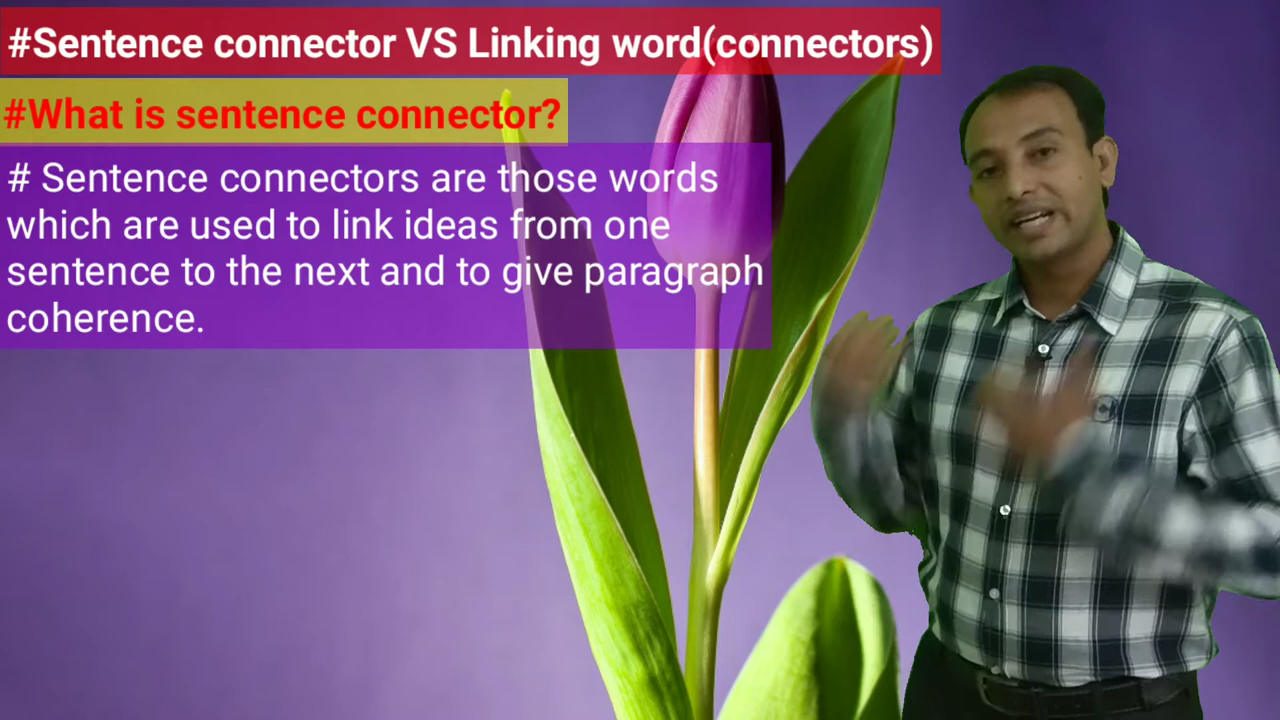 #Sentence connector VS Linking word(connectors)
#What is sentence connector?
# Sentence connectors are those words
which are used to link ideas from one
sentence to the next and to give paragraph
coherence.